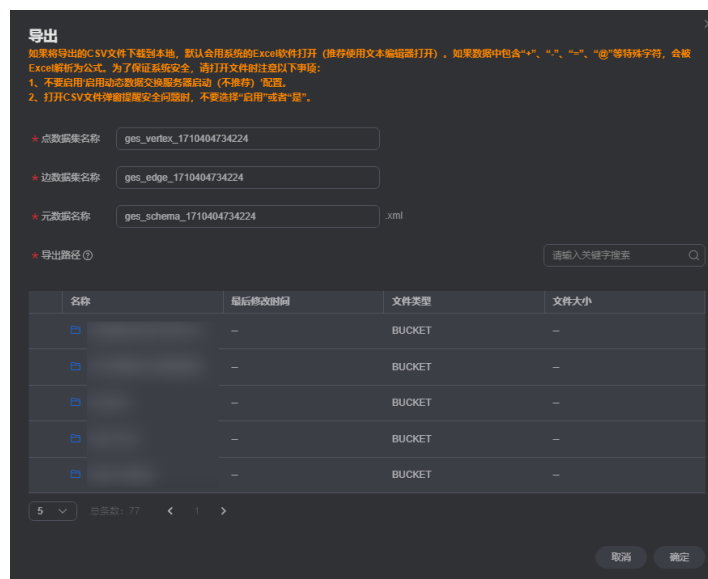 导出
如果将导出的CSV文件下载到本地，默认会用系统的Excel软件打开（推荐使用文本编辑器打开）。如果数据中包含“+”、“-”、“=”、“@”等特殊字符，会被
Excel解析为公式。为了保证系统安全，请打开文件时注意以下事项：
1、不要启用'启用动态数据交换服务器启动（不推荐）'配置。
2、打开CSV文件弹窗提醒安全问题时，不要选择“启用”或者“是”。
* 点数据集名称 ges_vertex_1710404734224
* 边数据集名称 ges_edge_1710404734224
* 元数据名称 ges_schema_1710404734224 .xml
* 导出路径 ? 请输入关键字搜索
名称 最后修改时间 文件类型 文件大小
-- BUCKET --
-- BUCKET --
-- BUCKET --
-- BUCKET --
-- BUCKET --
5 总条数：77 1
取消 确定